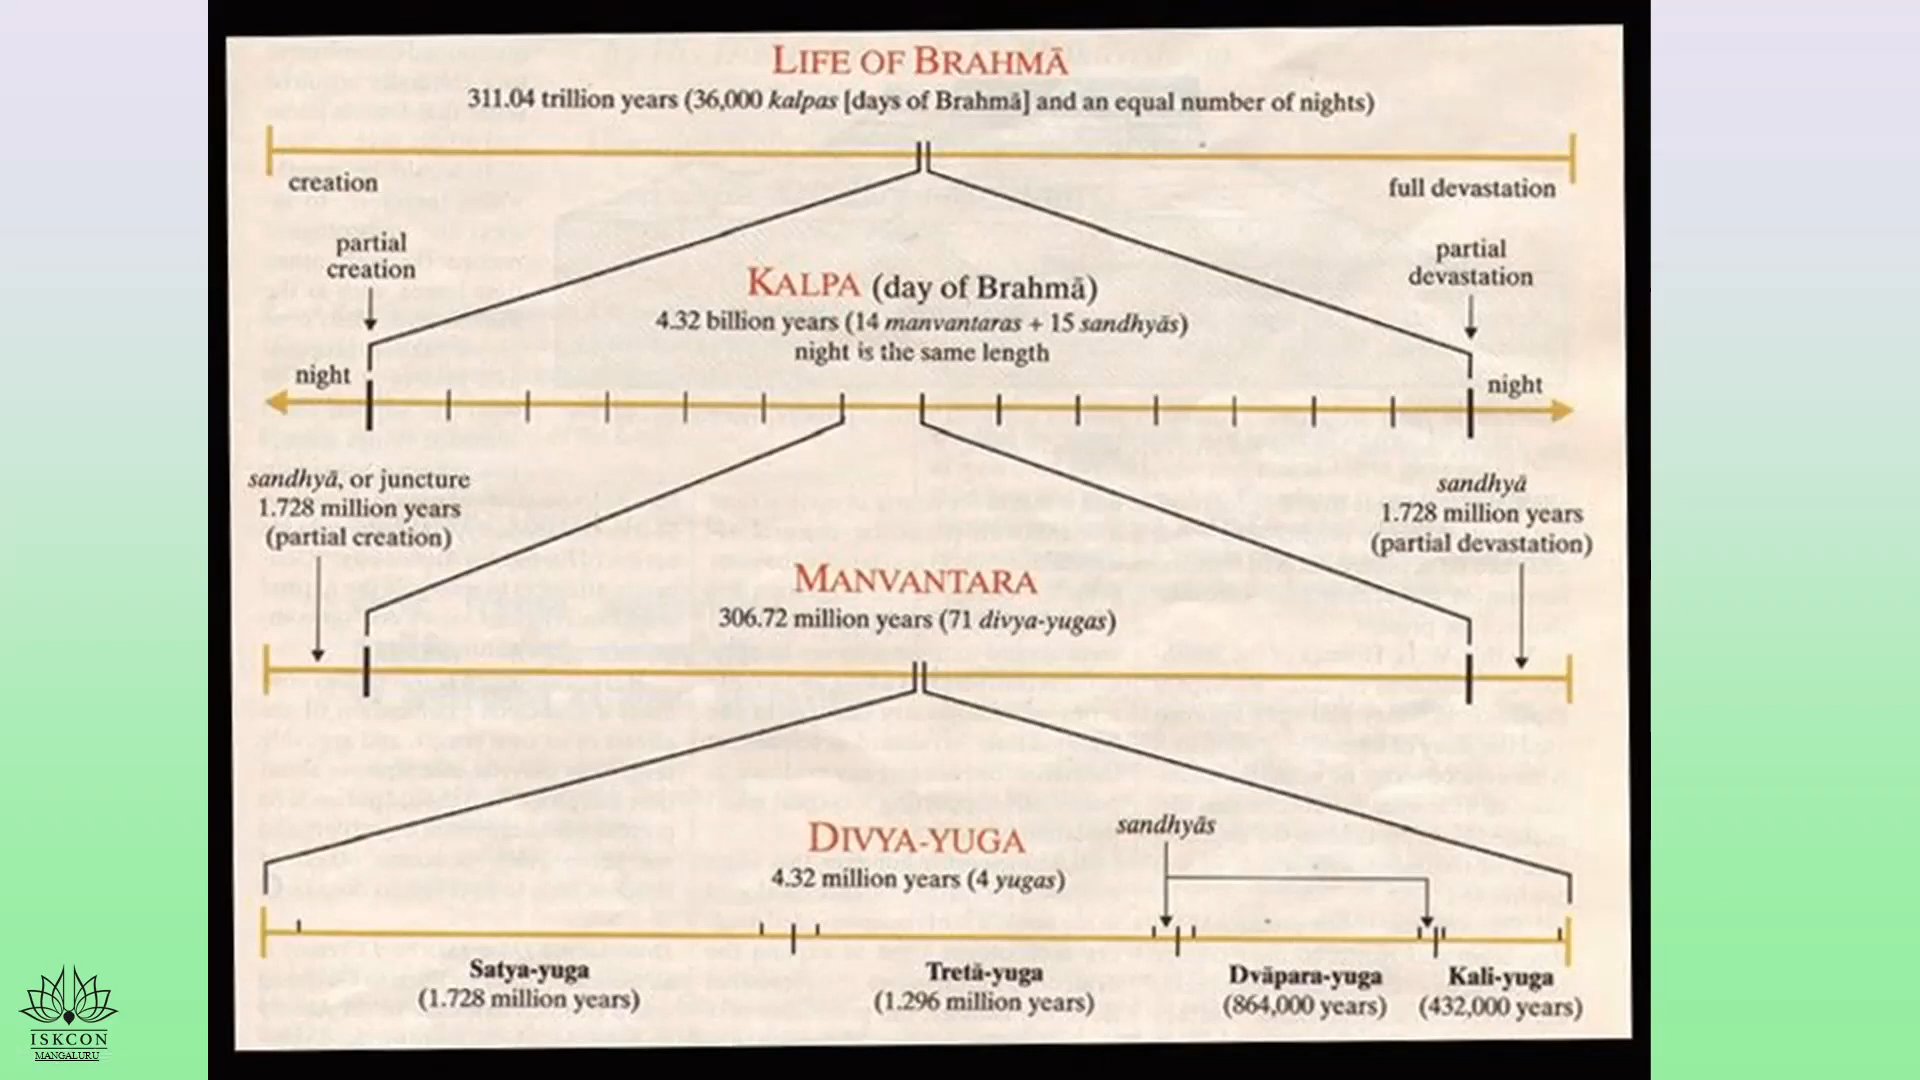 LIFE OF BRAHMĀ
311.04 trillion years (36,000 kalpas [days of Brahmā] and an equal number of nights)
creation
full devastation
partial
creation
partial
devastation
KALPA (day of Brahmā)
4.32 billion years (14 manvantaras + 15 sandhyās)
night is the same length
night
night
sandhyā, or juncture
1.728 million years
(partial creation)
sandhyā
1.728 million years
(partial devastation)
MANVANTARA
306.72 million years (71 divya-yugas)
DIVYA-YUGA
4.32 million years (4 yugas)
sandhyās
Satya-yuga
(1.728 million years)
Tretā-yuga
(1.296 million years)
Dvāpara-yuga
(864,000 years)
Kali-yuga
(432,000 years)
ISKCON
MANGALURU